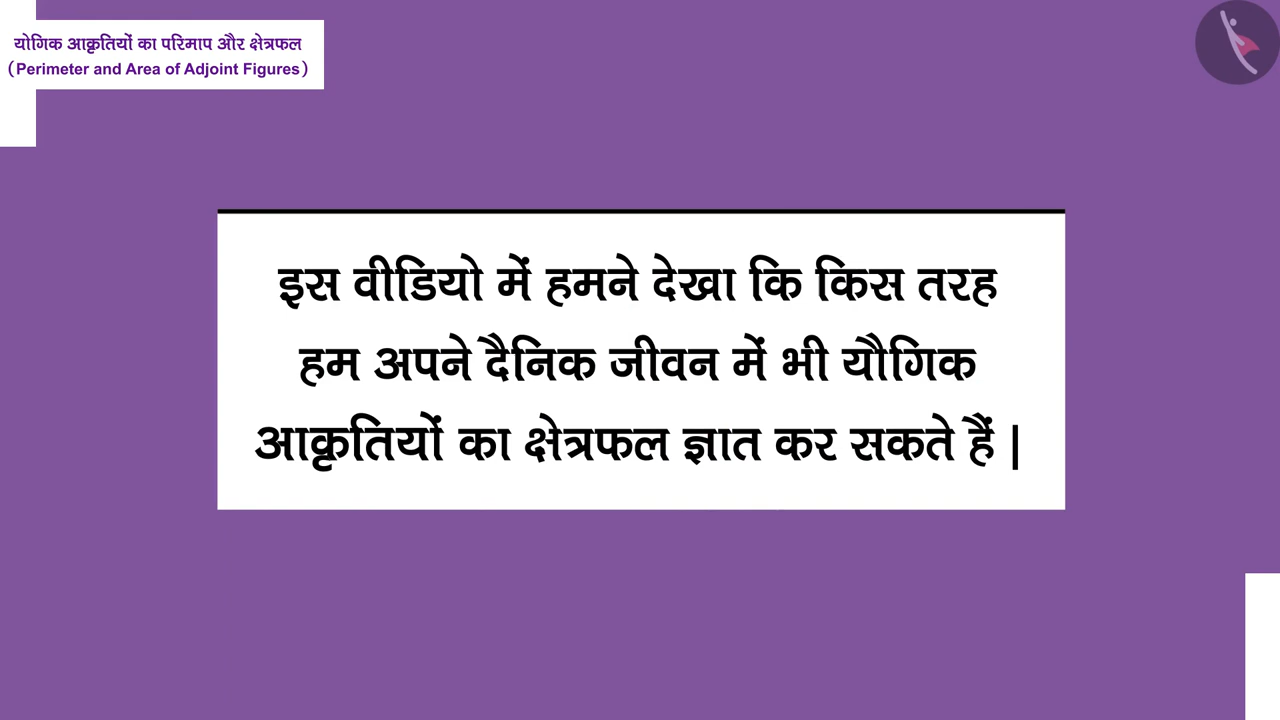 योगिक आकृतियों का परिमाप और क्षेत्रफल
(Perimeter and Area of Adjoint Figures)
इस वीडियो में हमने देखा कि किस तरह
हम अपने दैनिक जीवन में भी यौगिक
आकृतियों का क्षेत्रफल ज्ञात कर सकते हैं |